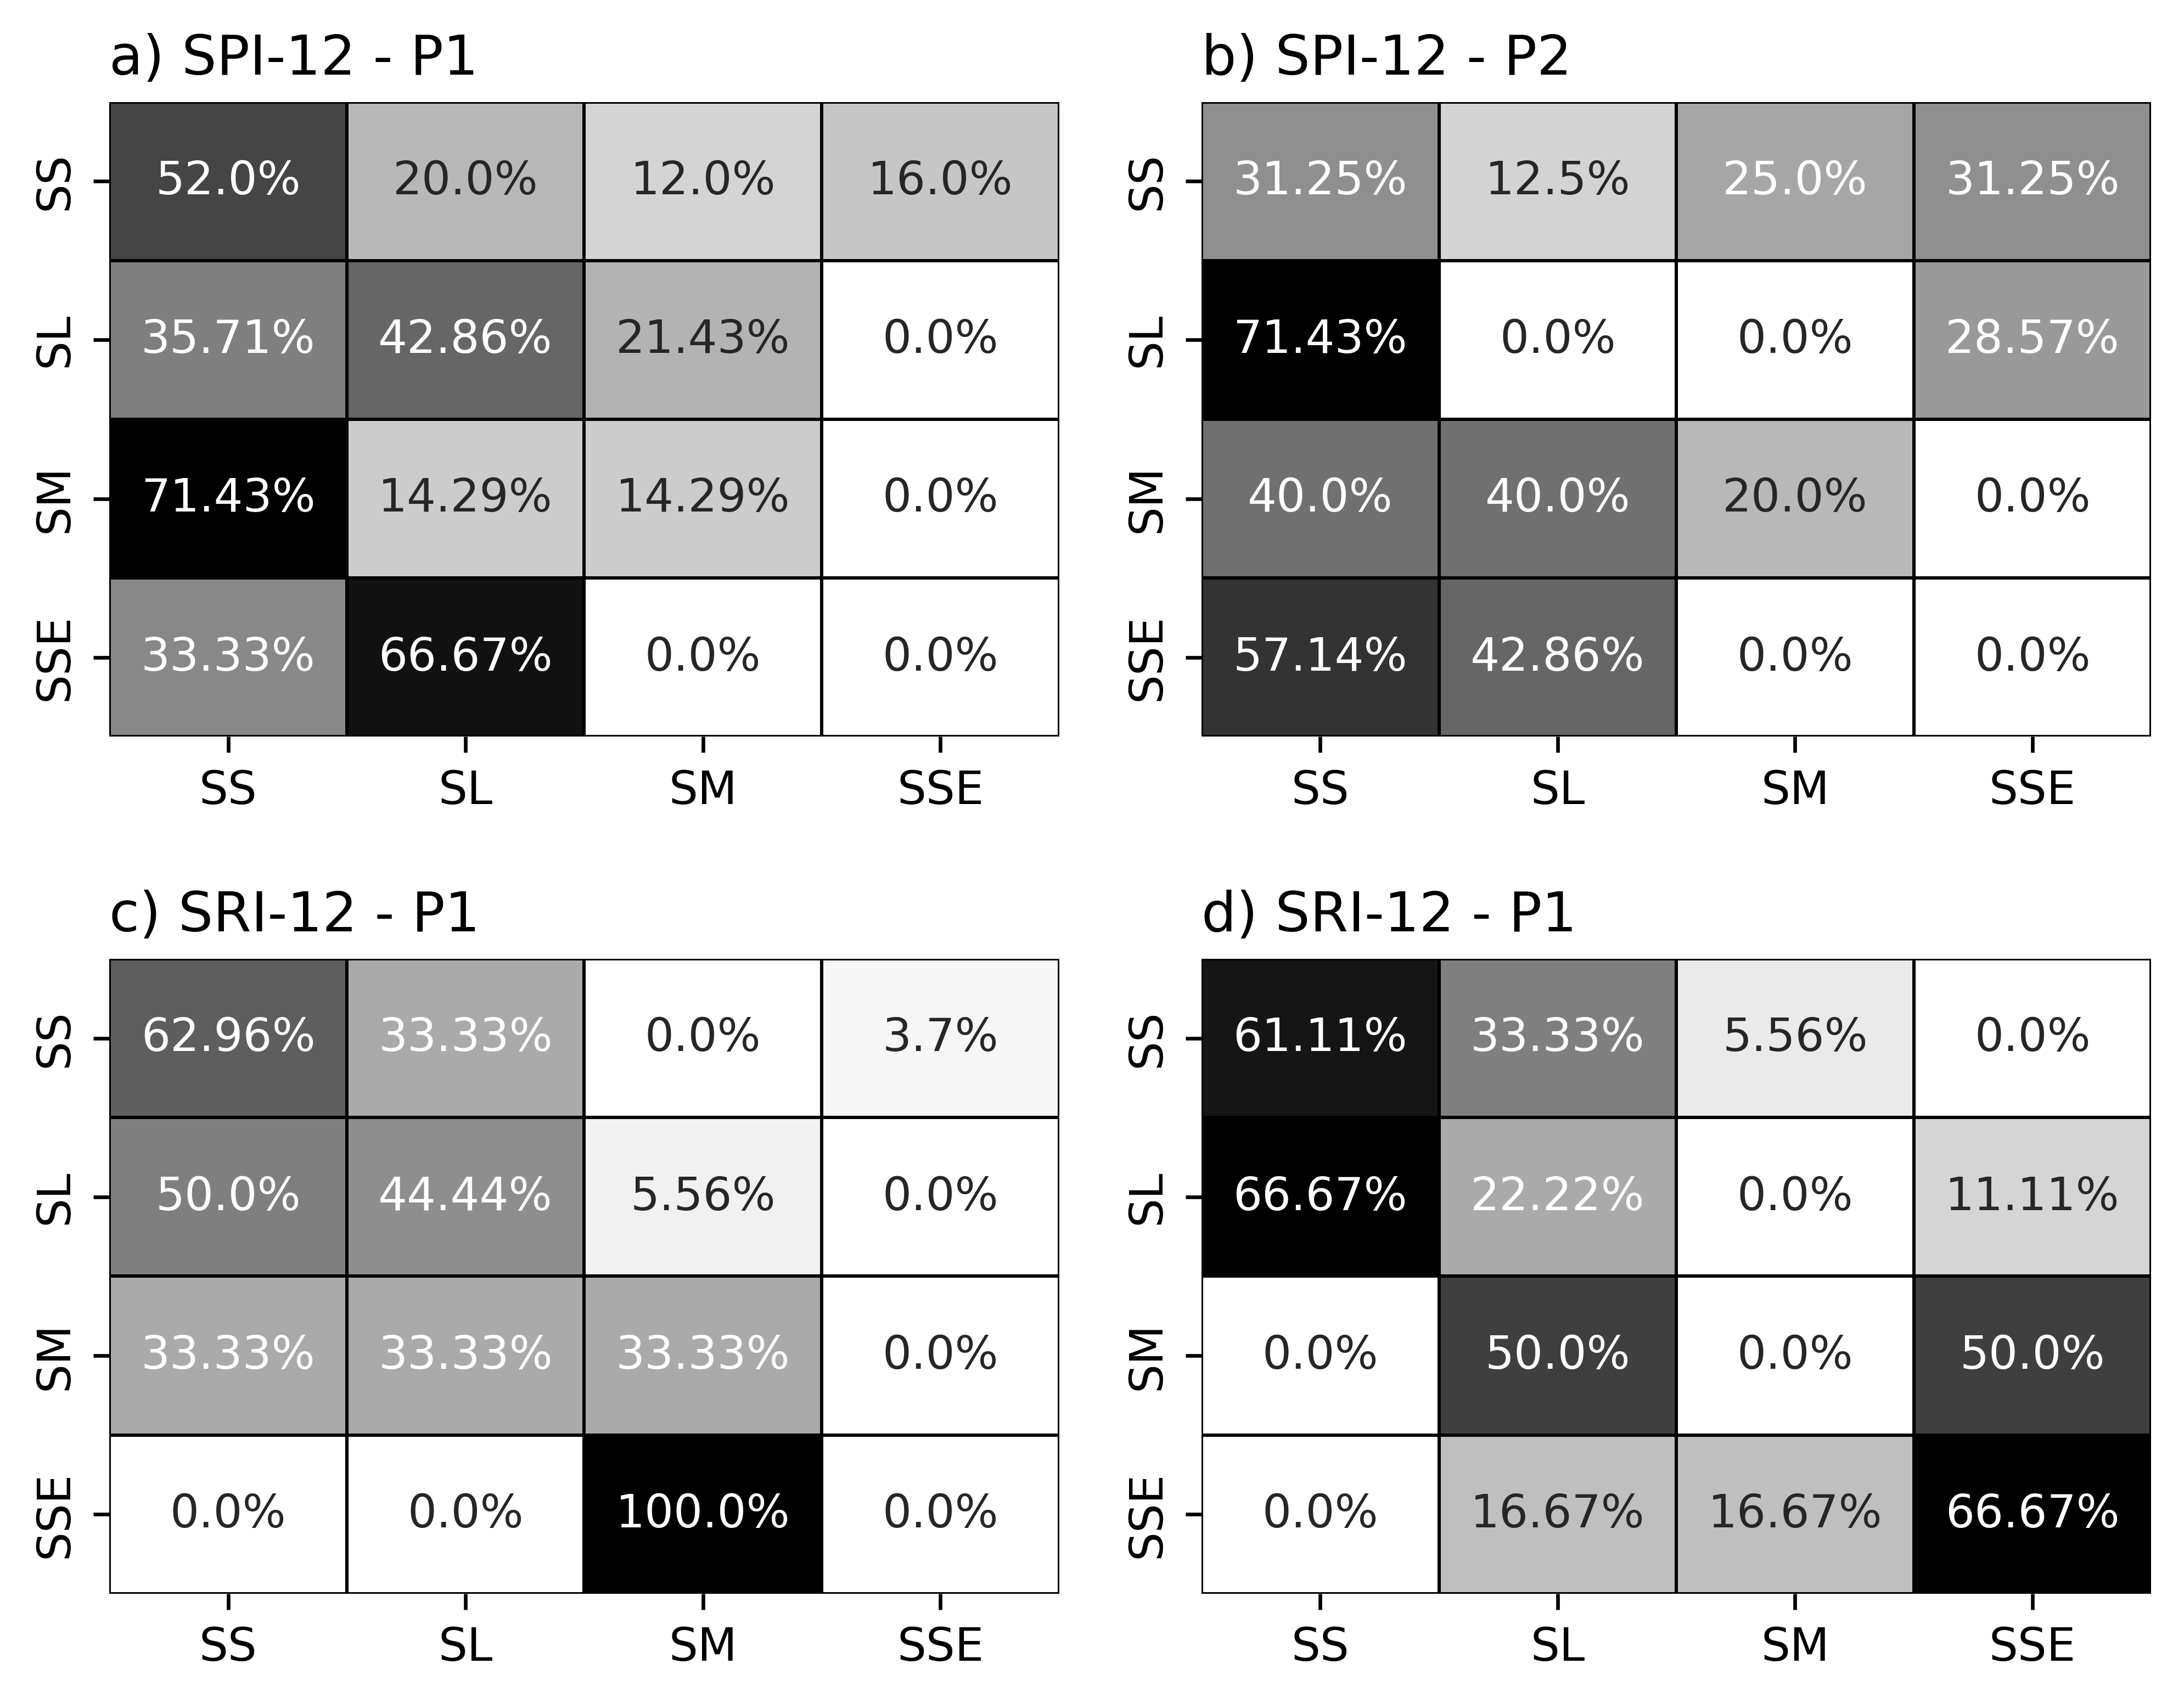 a) SPI-12 - P1
SS 52.0% 20.0% 12.0% 16.0%
SL 35.71% 42.86% 21.43% 0.0%
SM 71.43% 14.29% 14.29% 0.0%
SSE 33.33% 66.67% 0.0% 0.0%
SS SL SM SSE
b) SPI-12 - P2
SS 31.25% 12.5% 25.0% 31.25%
SL 71.43% 0.0% 0.0% 28.57%
SM 40.0% 40.0% 20.0% 0.0%
SSE 57.14% 42.86% 0.0% 0.0%
SS SL SM SSE
c) SRI-12 - P1
SS 62.96% 33.33% 0.0% 3.7%
SL 50.0% 44.44% 5.56% 0.0%
SM 33.33% 33.33% 33.33% 0.0%
SSE 0.0% 0.0% 100.0% 0.0%
SS SL SM SSE
d) SRI-12 - P1
SS 61.11% 33.33% 5.56% 0.0%
SL 66.67% 22.22% 0.0% 11.11%
SM 0.0% 50.0% 0.0% 50.0%
SSE 0.0% 16.67% 16.67% 66.67%
SS SL SM SSE